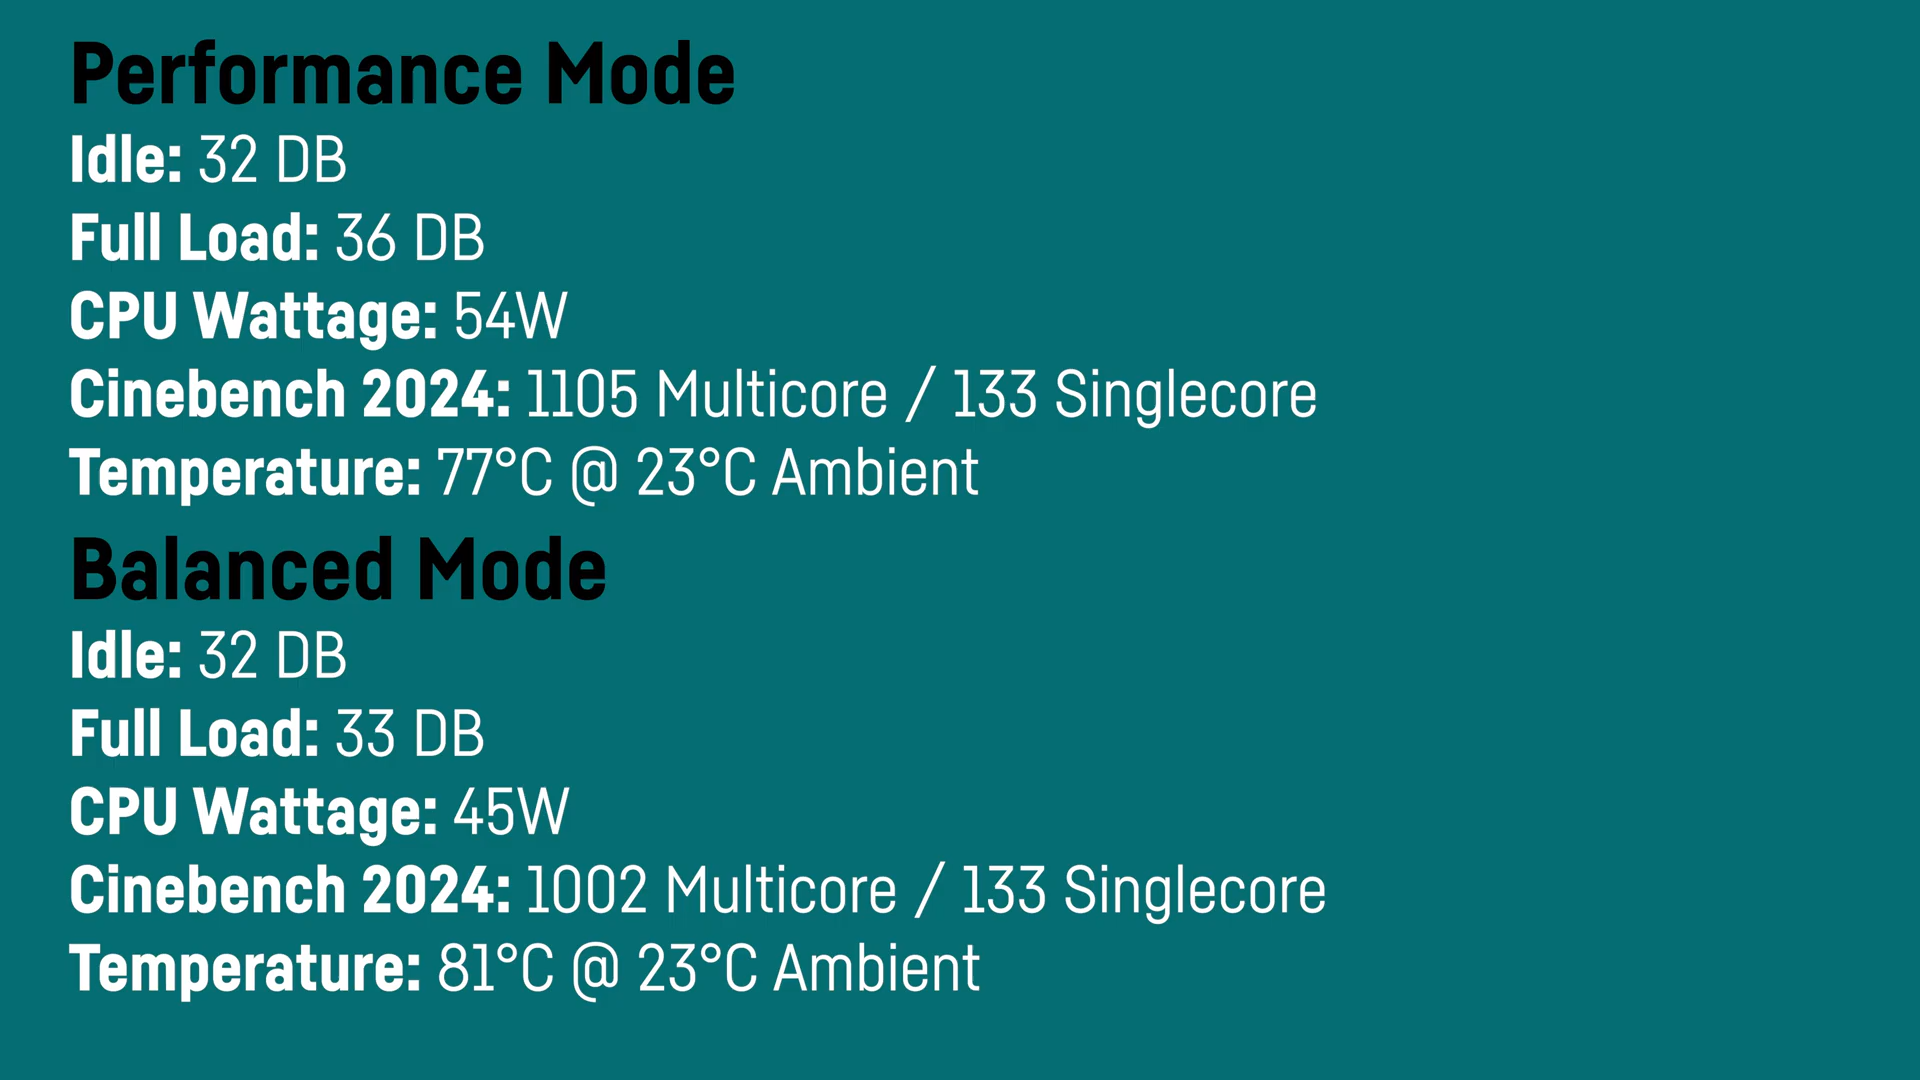 Performance Mode
Idle: 32 DB
Full Load: 36 DB
CPU Wattage: 54W
Cinebench 2024: 1105 Multicore / 133 Singlecore
Temperature: 77°C @ 23°C Ambient
Balanced Mode
Idle: 32 DB
Full Load: 33 DB
CPU Wattage: 45W
Cinebench 2024: 1002 Multicore / 133 Singlecore
Temperature: 81°C @ 23°C Ambient